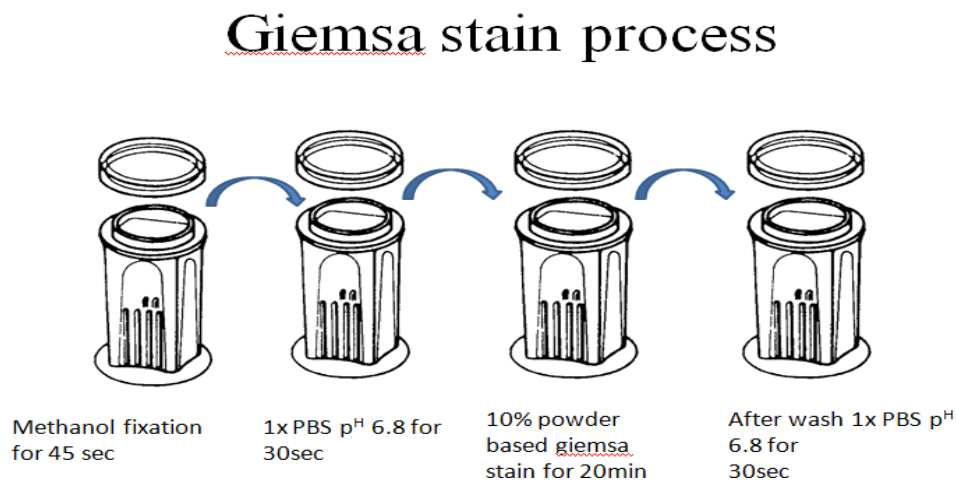 Giemsa stain process
Methanol fixation
for 45 sec
1x PBS pᴴ 6.8 for
30sec
10% powder
based giemsa
stain for 20min
After wash 1x PBS pᴴ
6.8 for
30sec